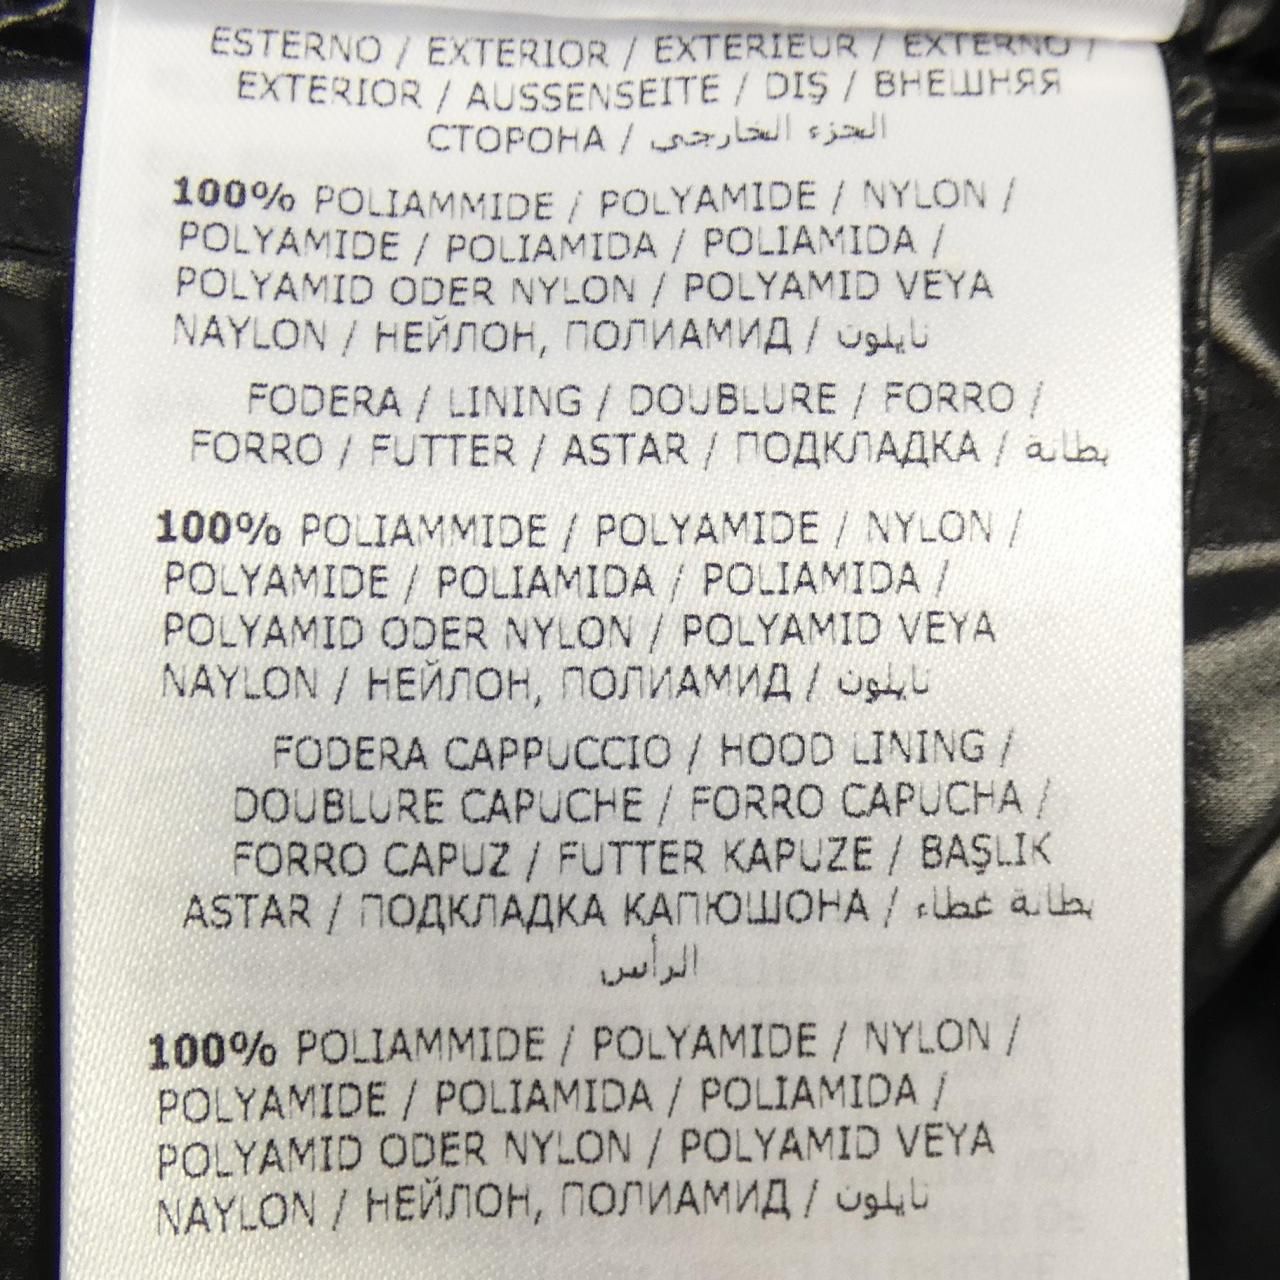 ESTERNO / EXTERIOR / EXTERIEUR / EXTERNO /
EXTERIOR / AUSSENSEITE / DIŞ / ВНЕШНЯЯ
СТОРОНА / الجزء الخارجي
100% POLIAMMIDE / POLYAMIDE / NYLON /
POLYAMIDE / POLIAMIDA / POLIAMIDA /
POLYAMID ODER NYLON / POLYAMID VEYA
NAYLON / НЕЙЛОН, ПОЛИАМИД / نايلون
FODERA / LINING / DOUBLURE / FORRO /
FORRO / FUTTER / ASTAR / ПОДКЛАДКА / بطانة
100% POLIAMMIDE / POLYAMIDE / NYLON /
POLYAMIDE / POLIAMIDA / POLIAMIDA /
POLYAMID ODER NYLON / POLYAMID VEYA
NAYLON / НЕЙЛОН, ПОЛИАМИД / نايلون
FODERA CAPPUCCIO / HOOD LINING /
DOUBLURE CAPUCHE / FORRO CAPUCHA /
FORRO CAPUZ / FUTTER KAPUZE / BAŞLIK
ASTAR / ПОДКЛАДКА КАПЮШОНА / بطانة غطاء
الرأس
100% POLIAMMIDE / POLYAMIDE / NYLON /
POLYAMIDE / POLIAMIDA / POLIAMIDA /
POLYAMID ODER NYLON / POLYAMID VEYA
NAYLON / НЕЙЛОН, ПОЛИАМИД / نايلون